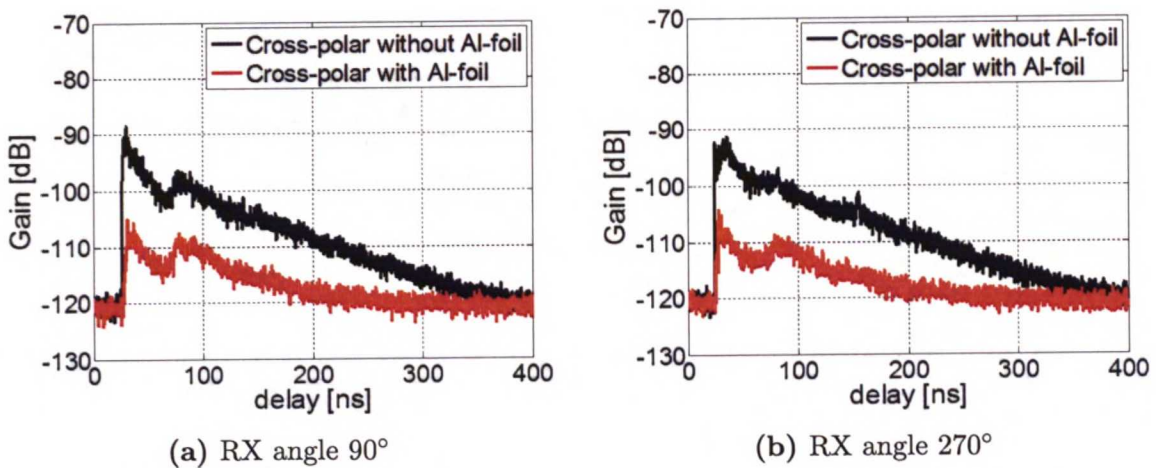 -70
-80
-90
-100
-110
-120
-130
Gain [dB]
Cross-polar without Al-foil
Cross-polar with Al-foil
0
100
200
300
400
delay [ns]
(a) RX angle 90°
-70
-80
-90
-100
-110
-120
-130
Gain [dB]
Cross-polar without Al-foil
Cross-polar with Al-foil
0
100
200
300
400
delay [ns]
(b) RX angle 270°